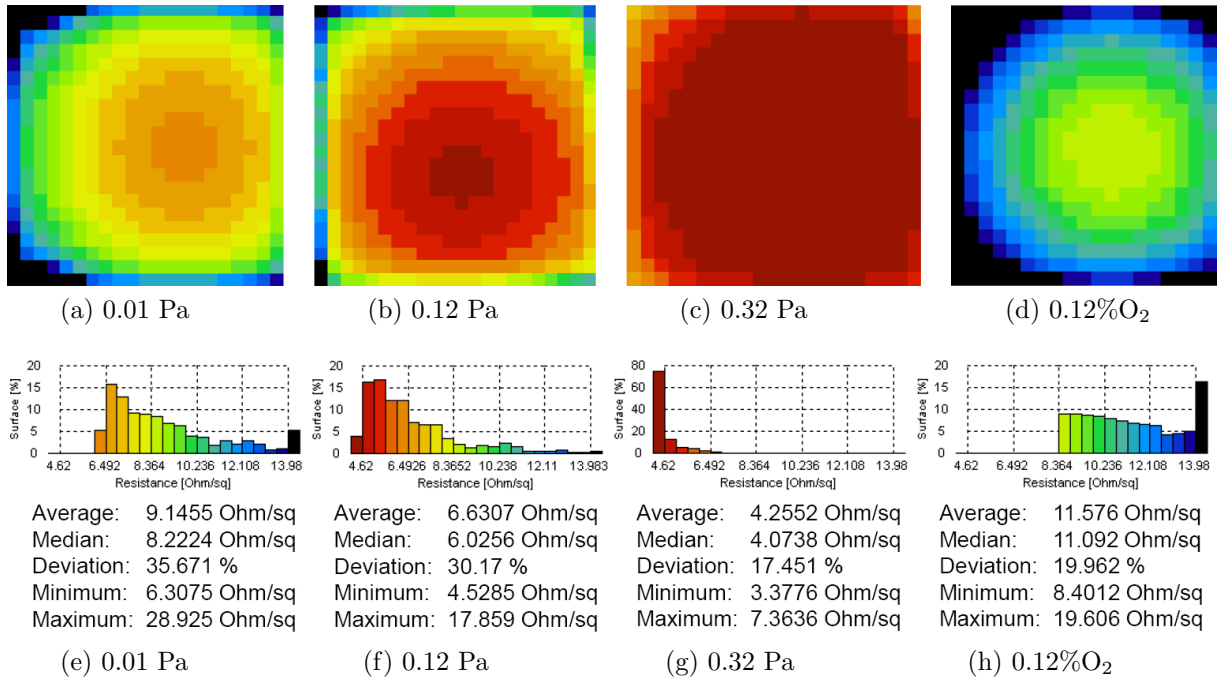 (a) 0.01 Pa
(b) 0.12 Pa
(c) 0.32 Pa
(d) 0.12%O₂
Surface [%]
20
15
10
5
0
4.62 6.492 8.364 10.236 12.108 13.98
Resistance [Ohm/sq]
Average: 9.1455 Ohm/sq
Median: 8.2224 Ohm/sq
Deviation: 35.671 %
Minimum: 6.3075 Ohm/sq
Maximum: 28.925 Ohm/sq
(e) 0.01 Pa
Surface [%]
20
15
10
5
0
4.62 6.4926 8.3652 10.238 12.11 13.983
Resistance [Ohm/sq]
Average: 6.6307 Ohm/sq
Median: 6.0256 Ohm/sq
Deviation: 30.17 %
Minimum: 4.5285 Ohm/sq
Maximum: 17.859 Ohm/sq
(f) 0.12 Pa
Surface [%]
80
60
40
20
0
4.62 6.492 8.364 10.236 12.108 13.98
Resistance [Ohm/sq]
Average: 4.2552 Ohm/sq
Median: 4.0738 Ohm/sq
Deviation: 17.451 %
Minimum: 3.3776 Ohm/sq
Maximum: 7.3636 Ohm/sq
(g) 0.32 Pa
Surface [%]
20
15
10
5
0
4.62 6.492 8.364 10.236 12.108 13.98
Resistance [Ohm/sq]
Average: 11.576 Ohm/sq
Median: 11.092 Ohm/sq
Deviation: 19.962 %
Minimum: 8.4012 Ohm/sq
Maximum: 19.606 Ohm/sq
(h) 0.12%O₂